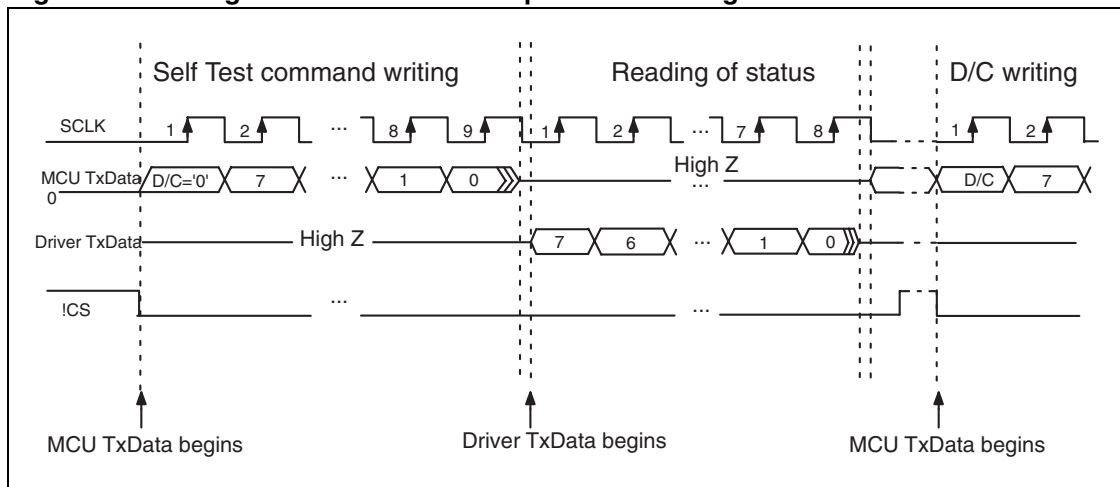 Self Test command writing Reading of status D/C writing
SCLK 1 2 ... 8 9 1 2 ... 7 8 1 2
High Z
MCU TxData D/C='0' 7 ... 1 0 ... D/C 7
0
Driver TxData High Z 7 6 ... 1 0
!CS ... ...
MCU TxData begins Driver TxData begins MCU TxData begins